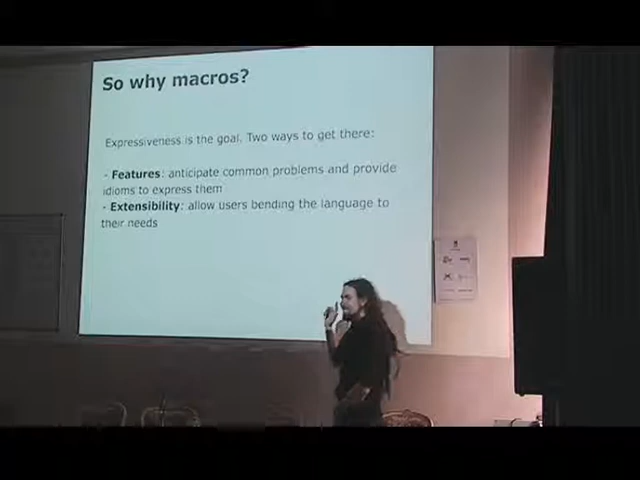 So why macros?
Expressiveness is the goal. Two ways to get there:
- Features: anticipate common problems and provide
idioms to express them
- Extensibility: allow users bending the language to
their needs